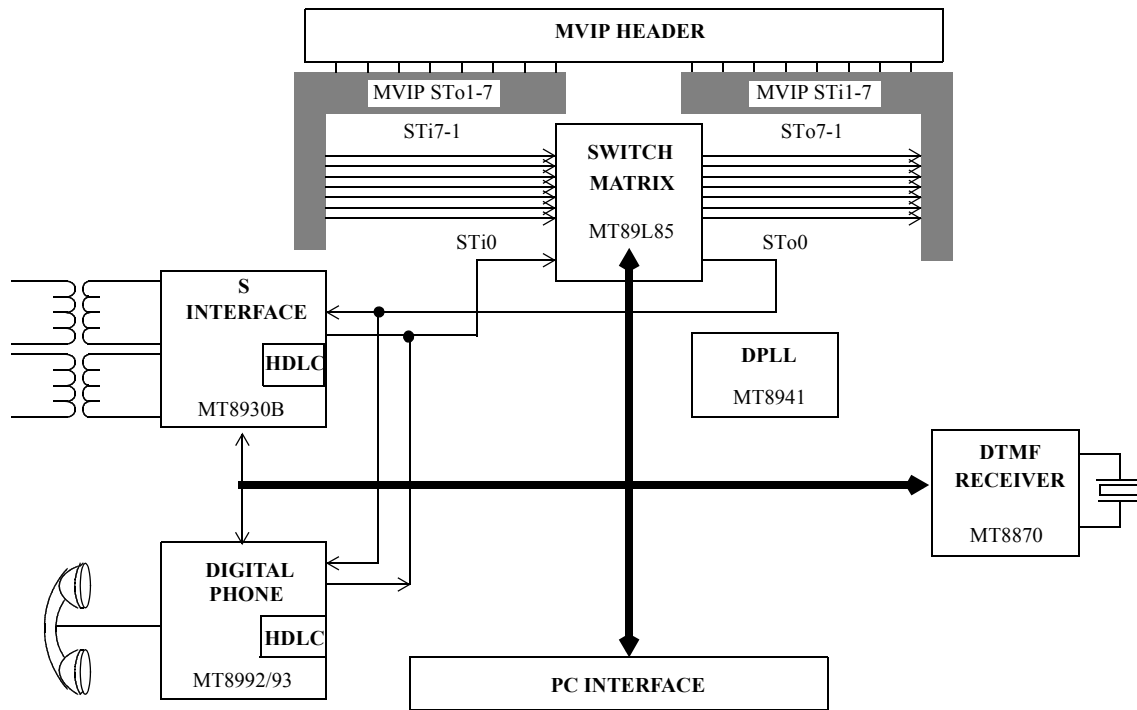 MVIP HEADER
MVIP STo1-7
MVIP STi1-7
STi7-1
STo7-1
SWITCH
MATRIX
MT89L85
STi0
STo0
S
INTERFACE
HDLC
MT8930B
DPLL
MT8941
DTMF
RECEIVER
MT8870
DIGITAL
PHONE
HDLC
MT8992/93
PC INTERFACE